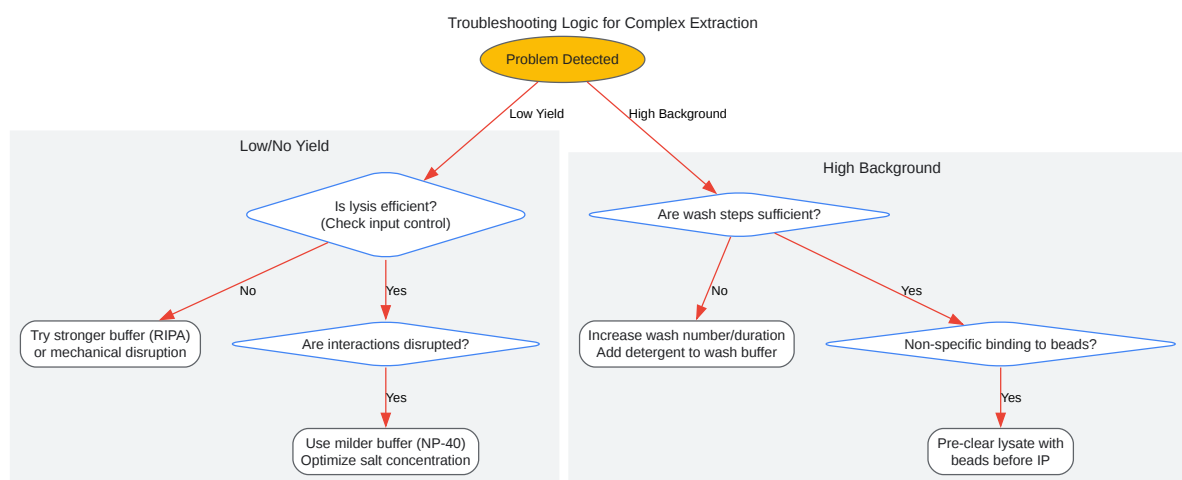 Troubleshooting Logic for Complex Extraction
Problem Detected
Low Yield
High Background
Low/No Yield
Is lysis efficient?
(Check input control)
No
Yes
Try stronger buffer (RIPA)
or mechanical disruption
Are interactions disrupted?
Yes
Use milder buffer (NP-40)
Optimize salt concentration
High Background
Are wash steps sufficient?
No
Yes
Increase wash number/duration
Add detergent to wash buffer
Non-specific binding to beads?
Yes
Pre-clear lysate with
beads before IP